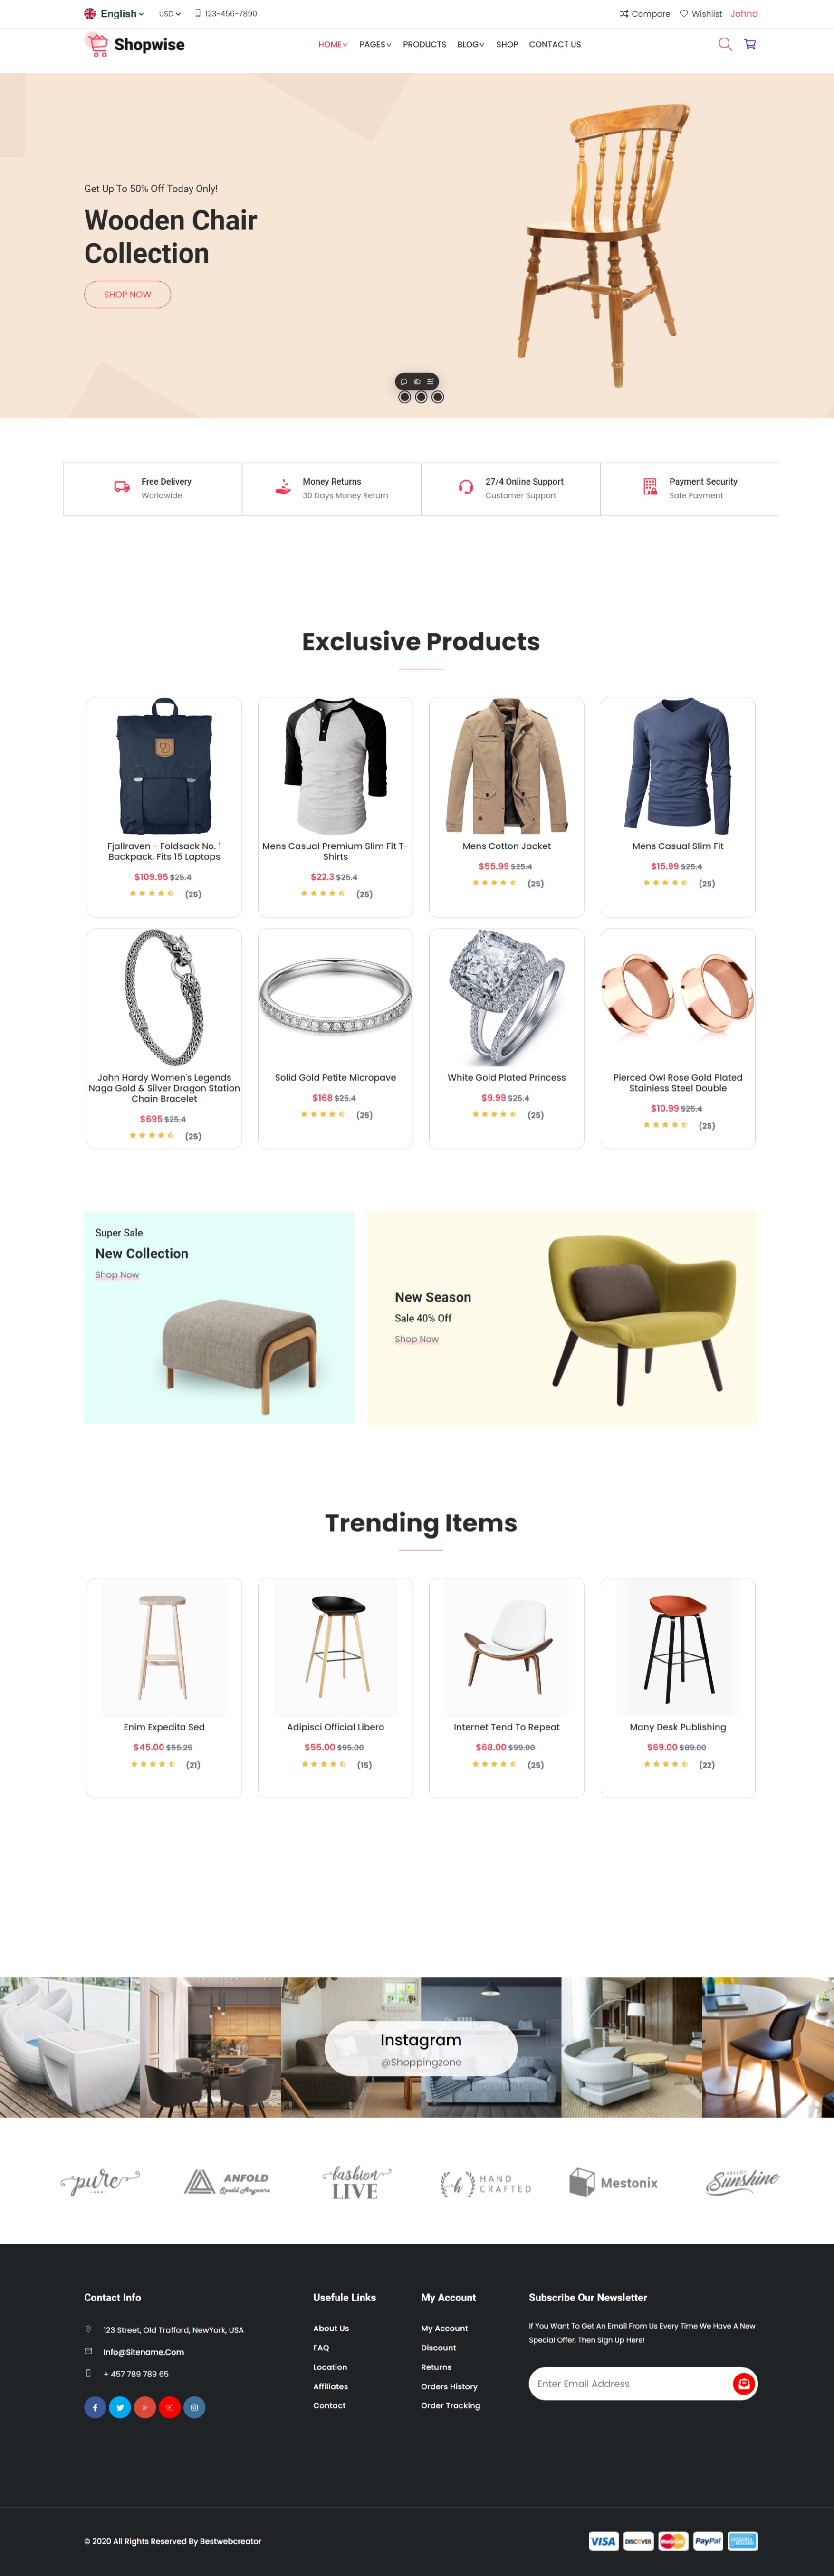 English USD 123-456-7890 Compare Wishlist Johnd
Shopwise HOME PAGES PRODUCTS BLOG SHOP CONTACT US
Get Up To 50% Off Today Only!
Wooden Chair
Collection
SHOP NOW
Free Delivery
Worldwide
Money Returns
30 Days Money Return
27/4 Online Support
Customer Support
Payment Security
Safe Payment
Exclusive Products
Fjallraven - Foldsack No. 1
Backpack, Fits 15 Laptops
$109.95 $25.4
(25)
Mens Casual Premium Slim Fit T-
Shirts
$22.3 $25.4
(25)
Mens Cotton Jacket
$55.99 $25.4
(25)
Mens Casual Slim Fit
$15.99 $25.4
(25)
John Hardy Women's Legends
Naga Gold & Silver Dragon Station
Chain Bracelet
$695 $25.4
(25)
Solid Gold Petite Micropave
$168 $25.4
(25)
White Gold Plated Princess
$9.99 $25.4
(25)
Pierced Owl Rose Gold Plated
Stainless Steel Double
$10.99 $25.4
(25)
Super Sale
New Collection
Shop Now
New Season
Sale 40% Off
Shop Now
Trending Items
Enim Expedita Sed
$45.00 $55.25
(21)
Adipisci Official Libero
$55.00 $95.00
(15)
Internet Tend To Repeat
$68.00 $99.00
(25)
Many Desk Publishing
$69.00 $89.00
(22)
Instagram
@Shoppingzone
pure
ANFOLD
fashion
LIVE
h HAND
CRAFTED
Mestonix
HELLO
Sunshine
Contact Info
123 Street, Old Trafford, NewYork, USA
Info@Sitename.Com
+ 457 789 789 65
Usefule Links
About Us
FAQ
Location
Affiliates
Contact
My Account
My Account
Discount
Returns
Orders History
Order Tracking
Subscribe Our Newsletter
If You Want To Get An Email From Us Every Time We Have A New
Special Offer, Then Sign Up Here!
Enter Email Address
© 2020 All Rights Reserved By Bestwebcreator
VISA DISCOVER MasterCard PayPal